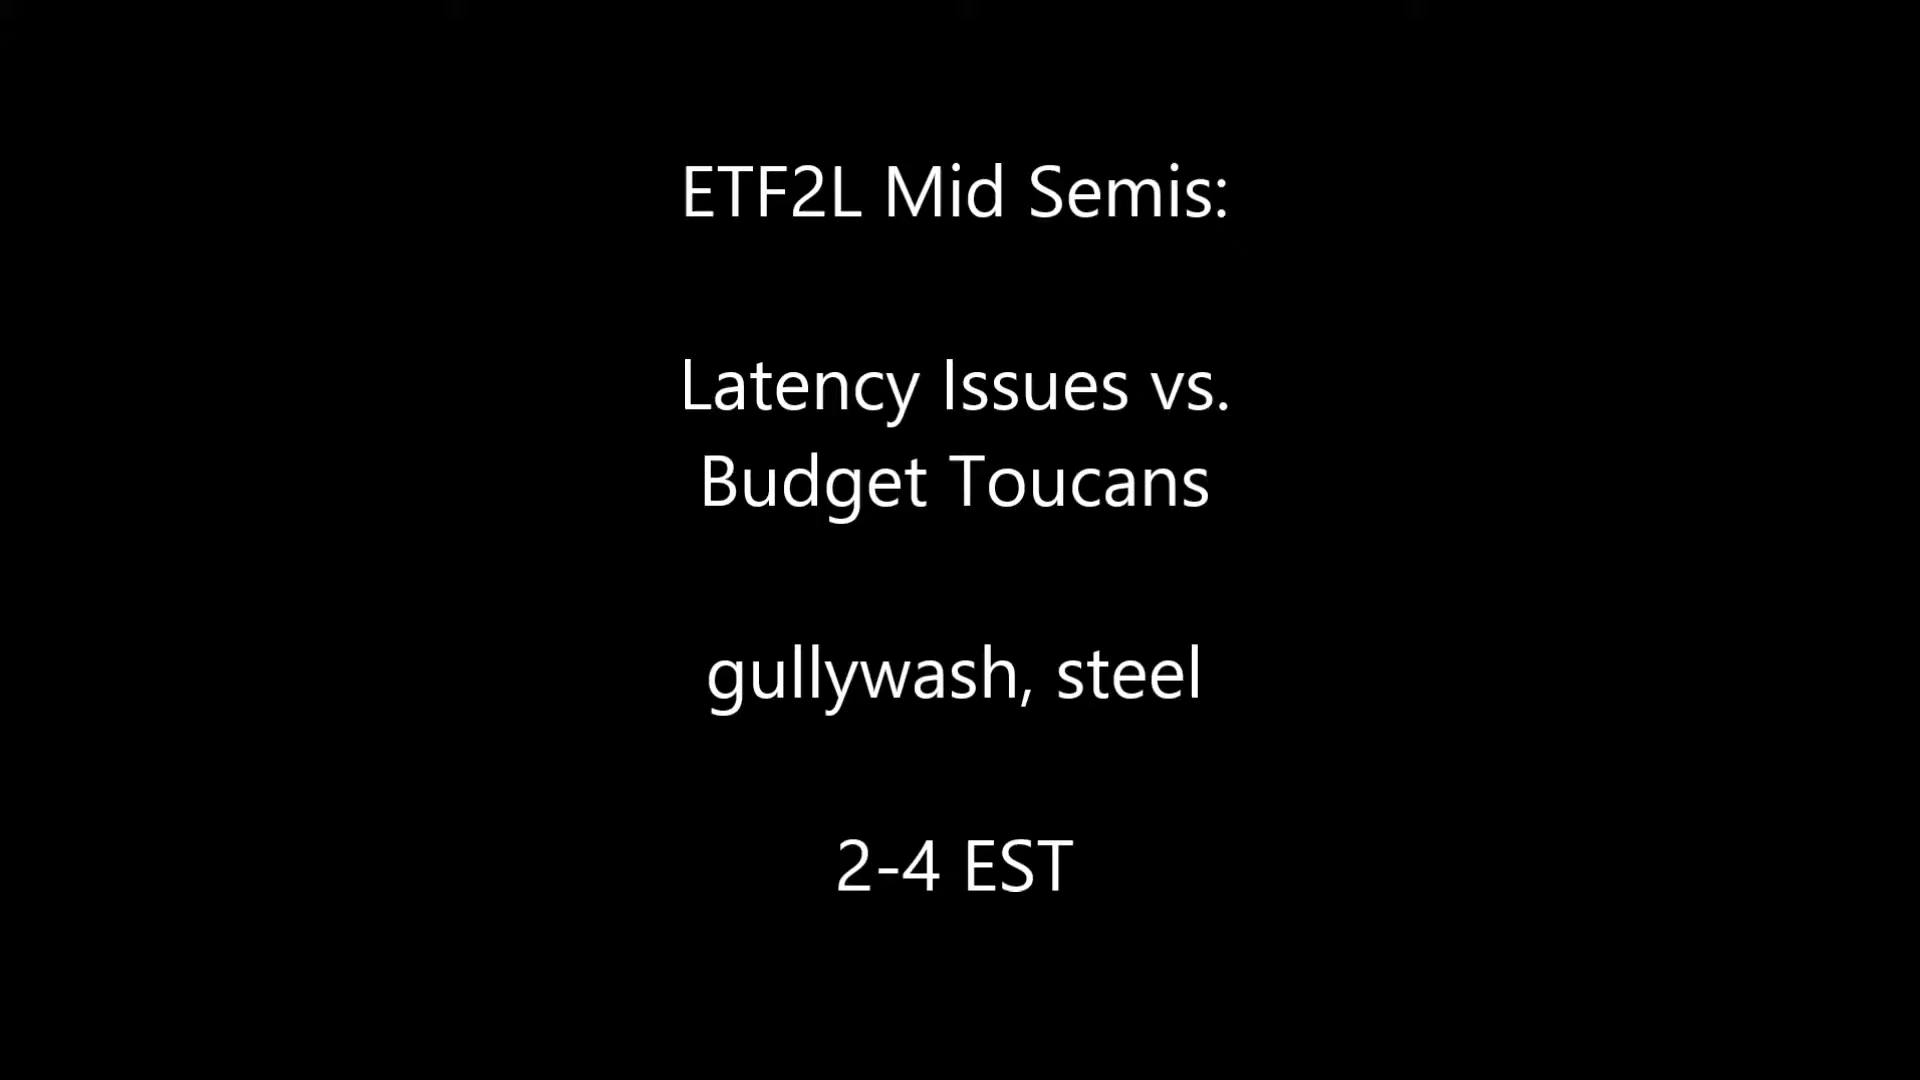 ETF2L Mid Semis:
Latency Issues vs.
Budget Toucans
gullywash, steel
2-4 EST